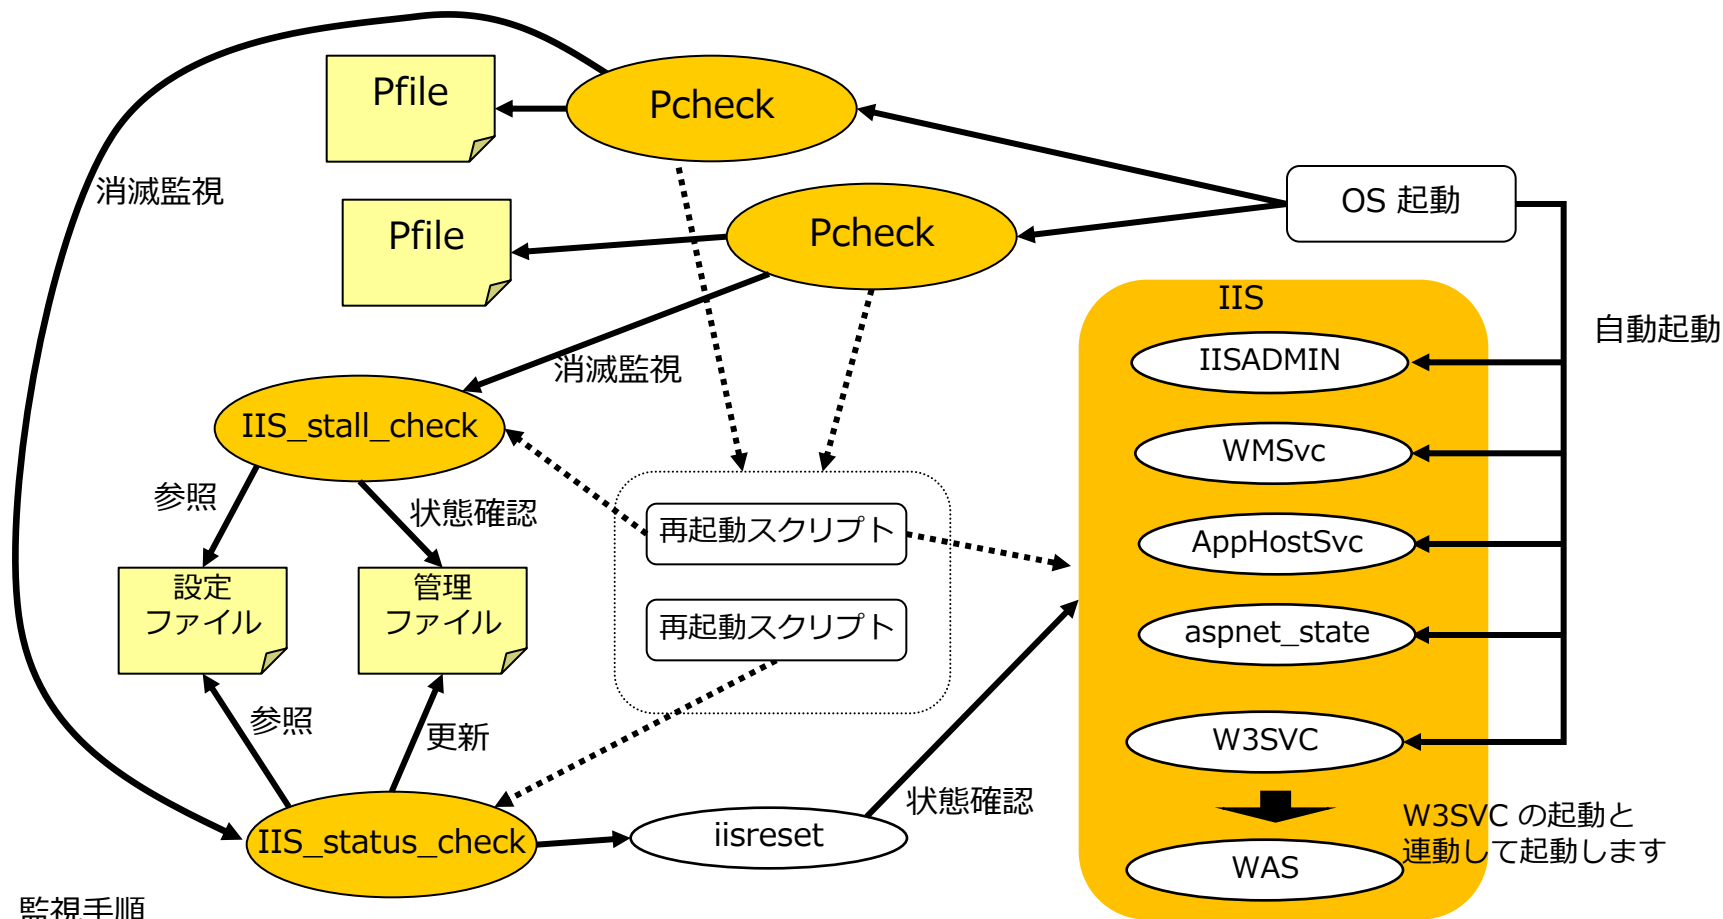 Pfile
Pcheck
消滅監視
OS 起動
Pfile
Pcheck
IIS
自動起動
IISADMIN
消滅監視
IIS_stall_check
WMSvc
参照
状態確認
再起動スクリプト
AppHostSvc
設定
ファイル
管理
ファイル
再起動スクリプト
aspnet_state
参照
更新
W3SVC
状態確認
W3SVC の起動と
連動して起動します
IIS_status_check
iisreset
WAS
監視手順